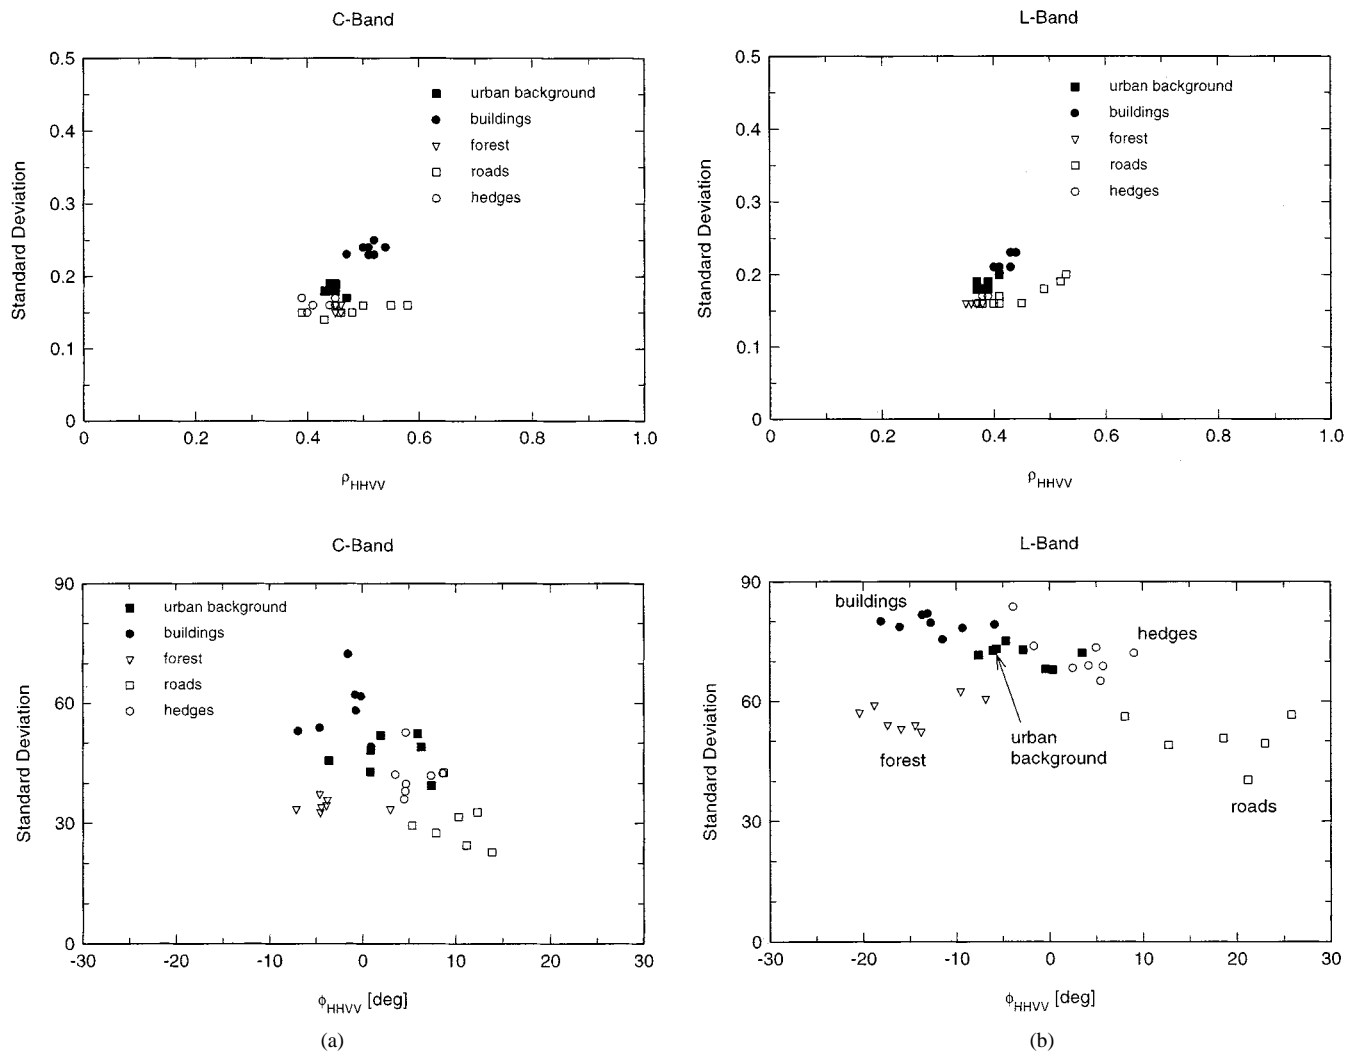 C-Band
0.5
0.4
0.3
0.2
0.1
0
Standard Deviation
urban background
buildings
forest
roads
hedges
0 0.2 0.4 0.6 0.8 1.0
ρHHVV
L-Band
0.5
0.4
0.3
0.2
0.1
0
Standard Deviation
urban background
buildings
forest
roads
hedges
0 0.2 0.4 0.6 0.8 1.0
ρHHVV
C-Band
90
60
30
0
Standard Deviation
urban background
buildings
forest
roads
hedges
-30 -20 -10 0 10 20 30
ϕHHVV [deg]
(a)
L-Band
90
60
30
0
Standard Deviation
buildings
hedges
urban
background
forest
roads
-30 -20 -10 0 10 20 30
ϕHHVV [deg]
(b)